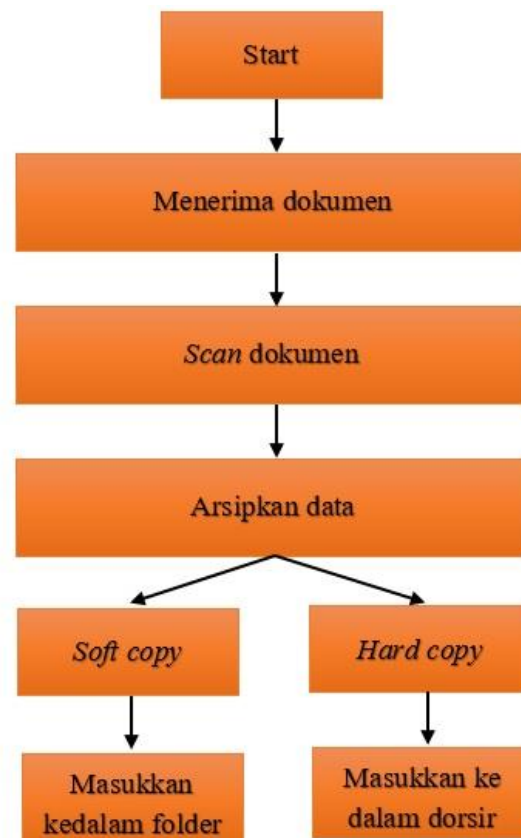 Start
Menerima dokumen
Scan dokumen
Arsipkan data
Soft copy
Hard copy
Masukkan
kedalam folder
Masukkan ke
dalam dorsir